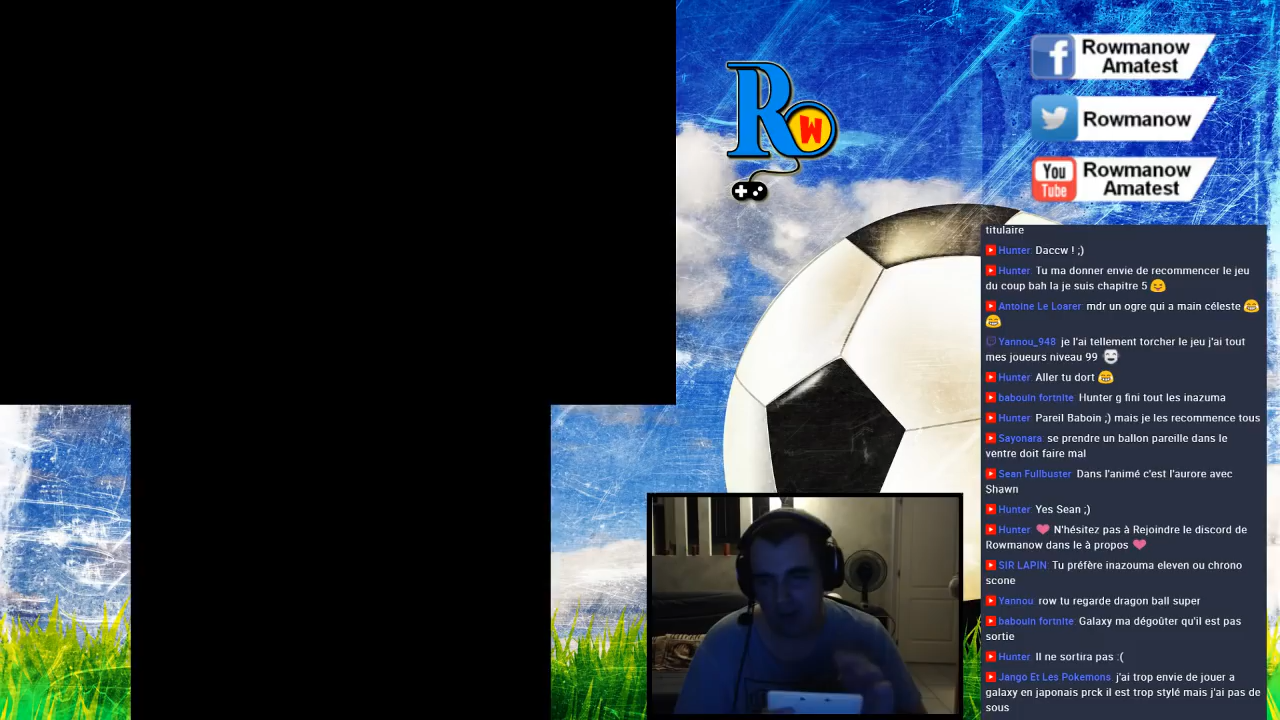 Rowmanow
Amatest
Rowmanow
You
Tube
Rowmanow
Amatest
R
W
titulaire
Hunter: Daccw ! ;)
Hunter: Tu ma donner envie de recommencer le jeu
du coup bah la je suis chapitre 5 😄
Antoine Le Loarer: mdr un ogre qui a main céleste 😂
😂
Yannou_948: je l'ai tellement torcher le jeu j'ai tout
mes joueurs niveau 99
Hunter: Aller tu dort 😂
babouin fortnite: Hunter g fini tout les inazuma
Hunter: Pareil Baboin ;) mais je les recommence tous
Sayonara: se prendre un ballon pareille dans le
ventre doit faire mal
Sean Fullbuster: Dans l'animé c'est l'aurore avec
Shawn
Hunter: Yes Sean ;)
Hunter: ❤ N'hésitez pas à Rejoindre le discord de
Rowmanow dans le à propos ❤
SIR LAPIN: Tu préfère inazouma eleven ou chrono
scone
Yannou: row tu regarde dragon ball super
babouin fortnite: Galaxy ma dégoûter qu'il est pas
sortie
Hunter: Il ne sortira pas :(
Jango Et Les Pokemons: j'ai trop envie de jouer a
galaxy en japonais prck il est trop stylé mais j'ai pas de
sous